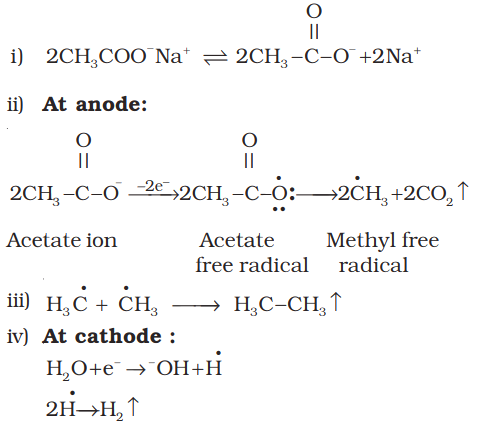 O
||
i) 2CH₃COO⁻Na⁺ ⇌ 2CH₃–C–O⁻+2Na⁺
ii) At anode:
O O
|| ||
2CH₃–C–O⁻ –2e⁻→2CH₃–C–Ȯ:→2ĊH₃+2CO₂↑
Acetate ion Acetate Methyl free
free radical radical
iii) H₃Ċ + ĊH₃ → H₃C–CH₃↑
iv) At cathode :
H₂O+e⁻→⁻OH+Ḣ
2Ḣ→H₂↑